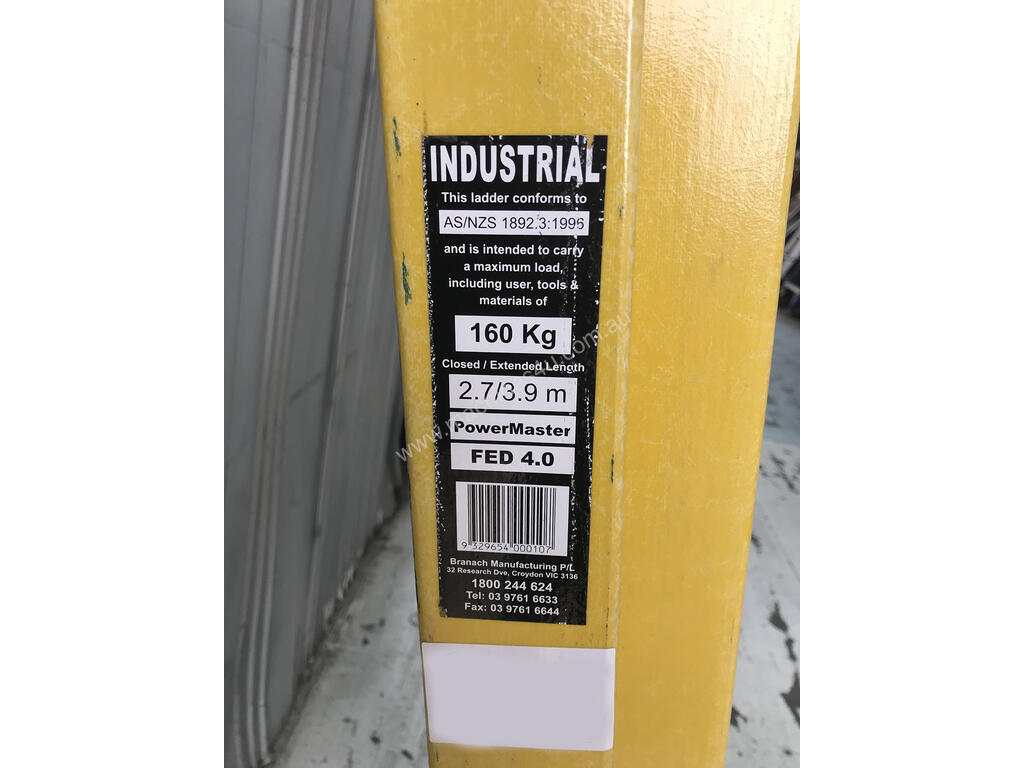 INDUSTRIAL
This ladder conforms to
AS/NZS 1892.3:1996
and is intended to carry
a maximum load,
including user, tools &
materials of
160 Kg
Closed / Extended Length
2.7/3.9 m
PowerMaster
FED 4.0
9 329654 000107
Branach Manufacturing P/L
32 Research Dve, Croydon VIC 3136
1800 244 624
Tel: 03 9761 6633
Fax: 03 9761 6644